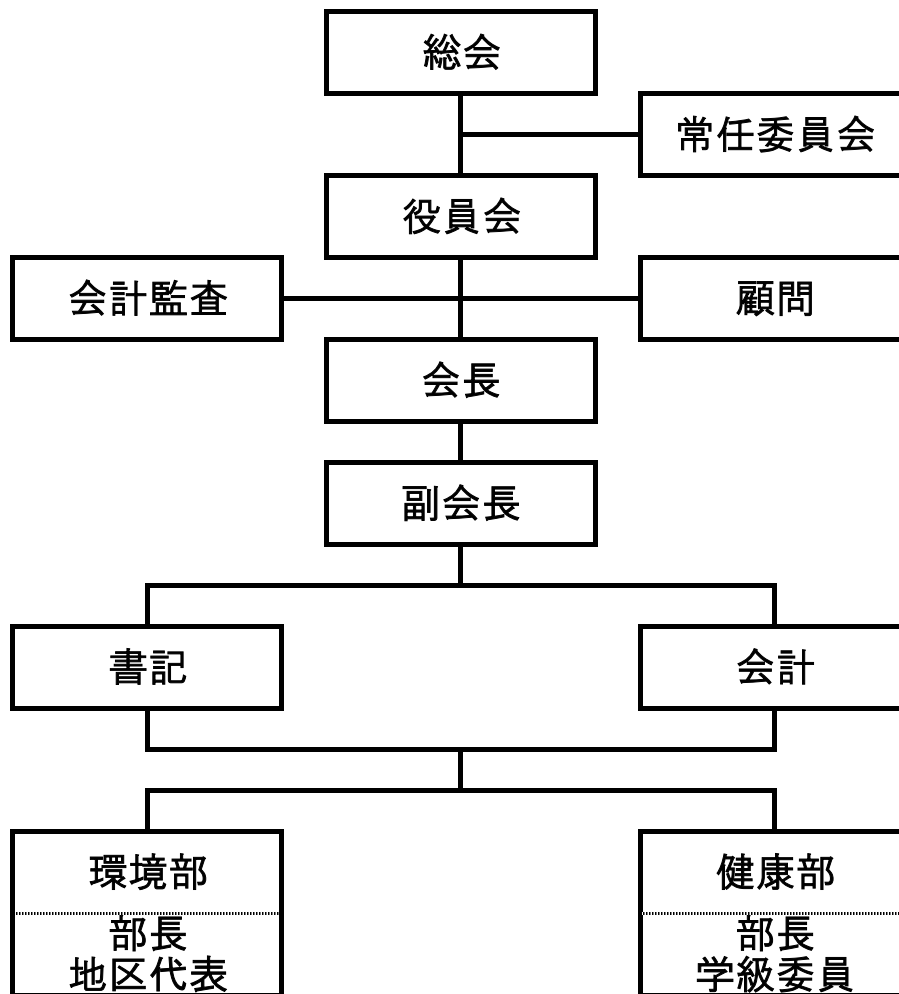 総会
常任委員会
役員会
会計監査
顧問
会長
副会長
書記
会計
環境部
部長
地区代表
健康部
部長
学級委員